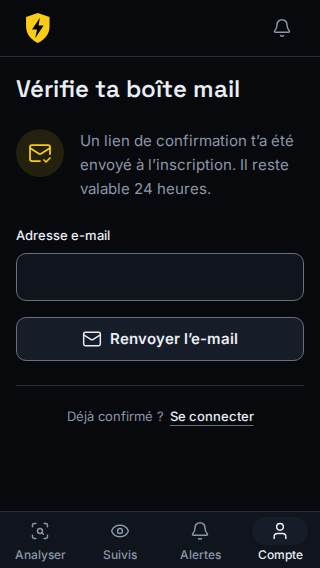 Vérifie ta boîte mail
Un lien de confirmation t’a été
envoyé à l’inscription. Il reste
valable 24 heures.
Adresse e-mail
Renvoyer l’e-mail
Déjà confirmé ? Se connecter
Analyser Suivis Alertes Compte